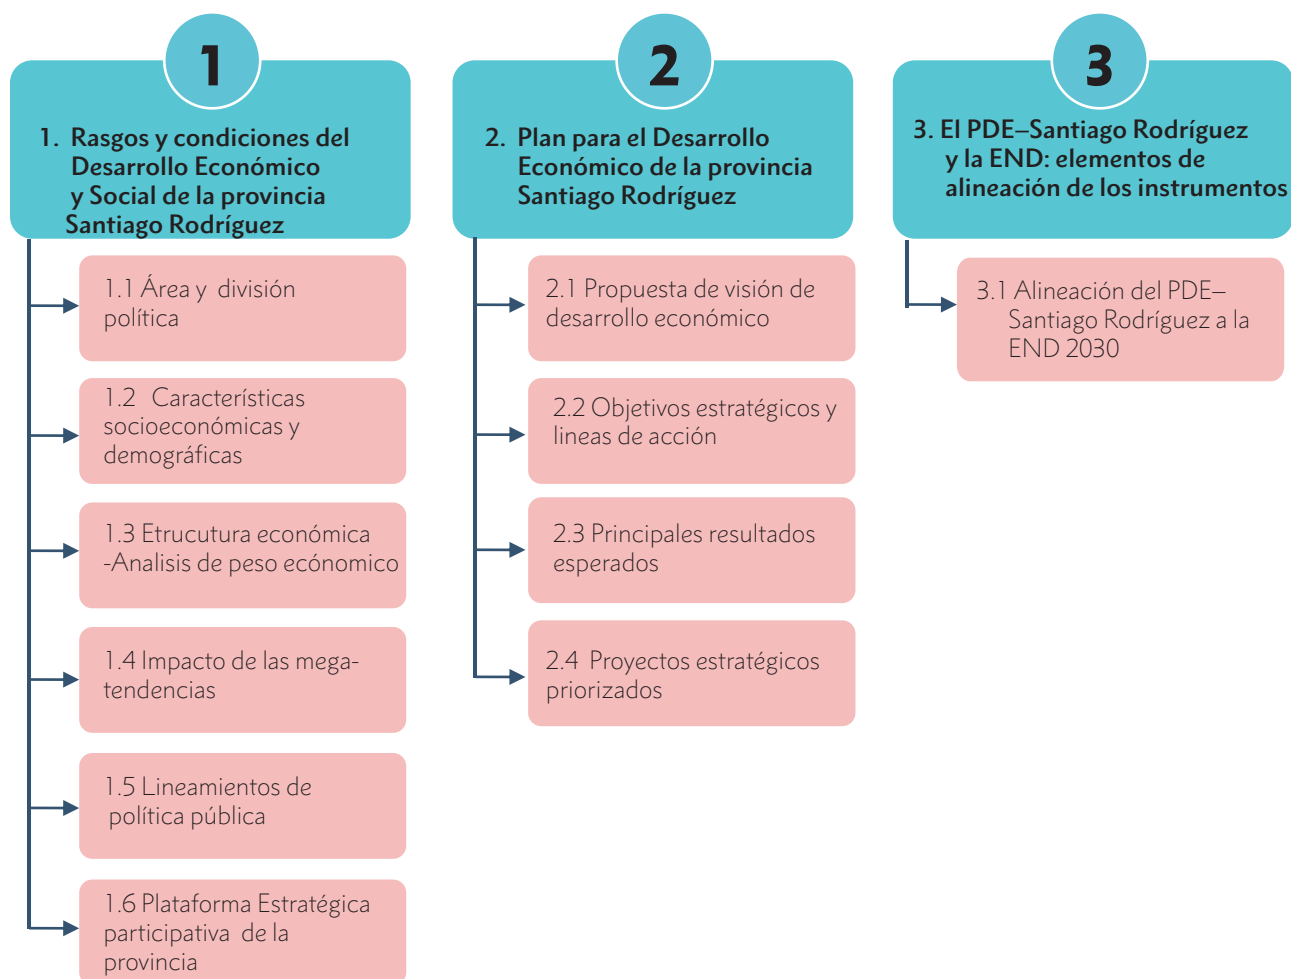 1
1. Rasgos y condiciones del
Desarrollo Económico
y Social de la provincia
Santiago Rodríguez
1.1 Área y división
política
1.2 Características
socioeconómicas y
demográficas
1.3 Etrucutura económica
-Analisis de peso ecónomico
1.4 Impacto de las mega-
tendencias
1.5 Lineamientos de
política pública
1.6 Plataforma Estratégica
participativa de la
provincia
2
2. Plan para el Desarrollo
Económico de la provincia
Santiago Rodríguez
2.1 Propuesta de visión de
desarrollo económico
2.2 Objetivos estratégicos y
lineas de acción
2.3 Principales resultados
esperados
2.4 Proyectos estratégicos
priorizados
3
3. El PDE–Santiago Rodríguez
y la END: elementos de
alineación de los instrumentos
3.1 Alineación del PDE–
Santiago Rodríguez a la
END 2030